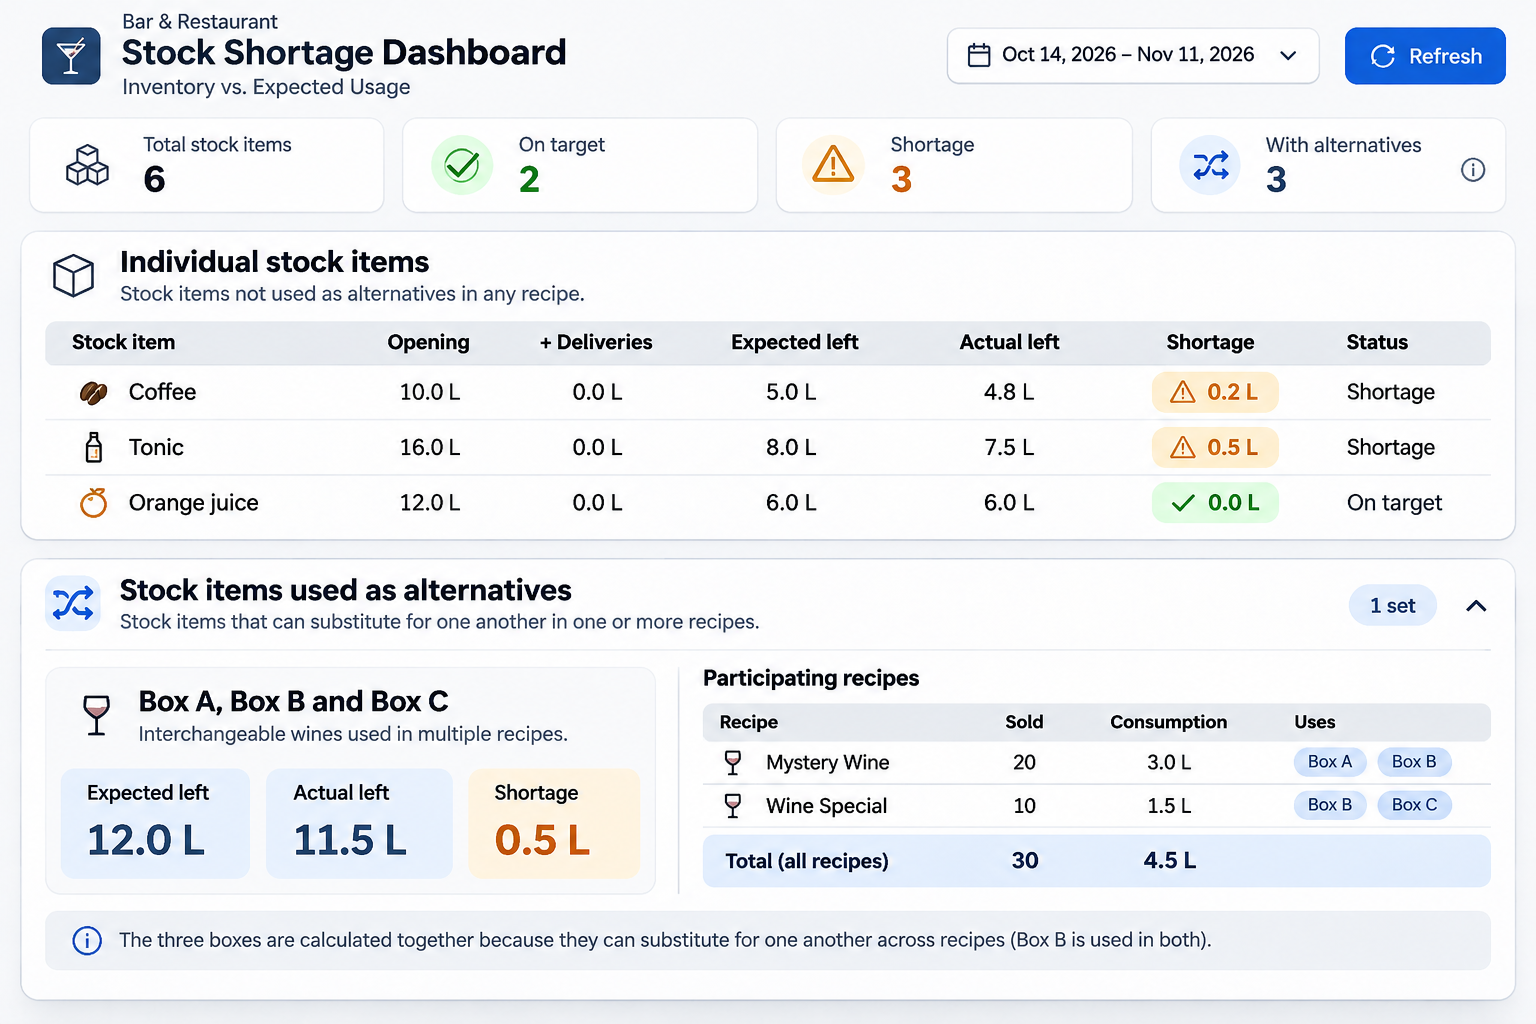 Bar & Restaurant
Stock Shortage Dashboard
Inventory vs. Expected Usage
Oct 14, 2026 – Nov 11, 2026
Refresh
Total stock items
6
On target
2
Shortage
3
With alternatives
3
Individual stock items
Stock items not used as alternatives in any recipe.
Stock item Opening + Deliveries Expected left Actual left Shortage Status
Coffee 10.0 L 0.0 L 5.0 L 4.8 L 0.2 L Shortage
Tonic 16.0 L 0.0 L 8.0 L 7.5 L 0.5 L Shortage
Orange juice 12.0 L 0.0 L 6.0 L 6.0 L 0.0 L On target
Stock items used as alternatives
Stock items that can substitute for one another in one or more recipes.
1 set
Box A, Box B and Box C
Interchangeable wines used in multiple recipes.
Expected left
12.0 L
Actual left
11.5 L
Shortage
0.5 L
Participating recipes
Recipe Sold Consumption Uses
Mystery Wine 20 3.0 L Box A Box B
Wine Special 10 1.5 L Box B Box C
Total (all recipes) 30 4.5 L
The three boxes are calculated together because they can substitute for one another across recipes (Box B is used in both).